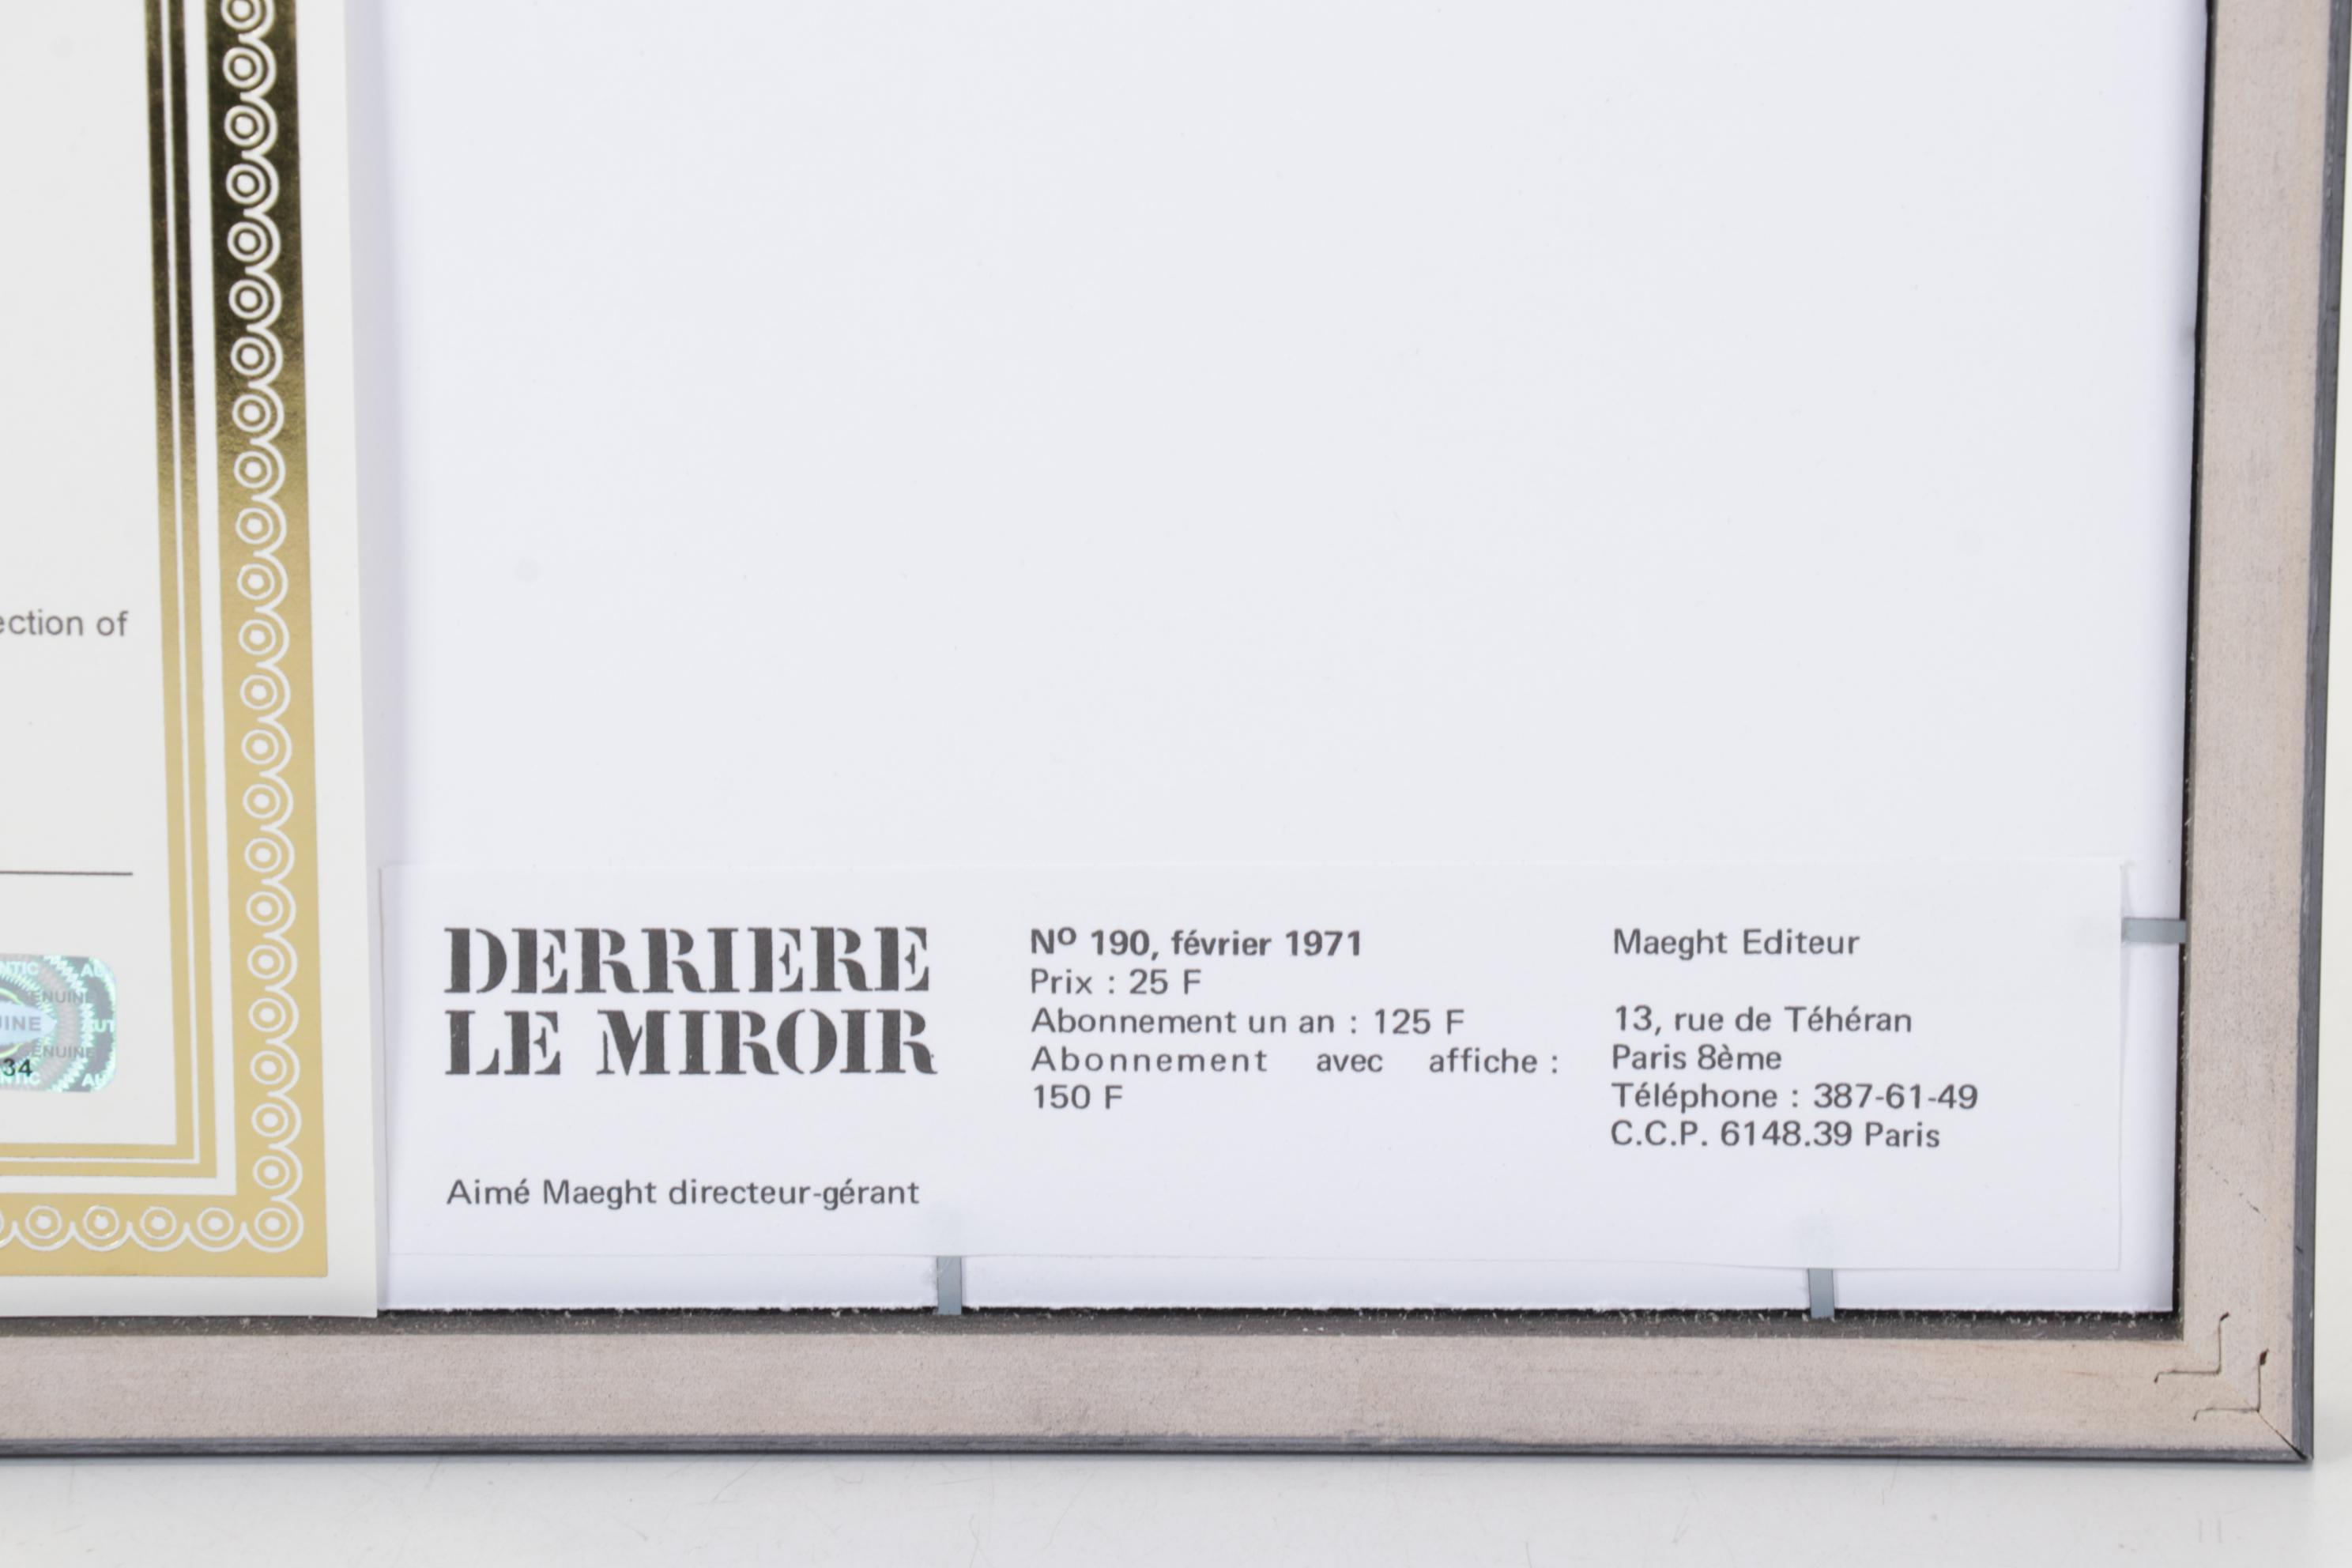 ection of
GENUINE
34
DERRIERE
LE MIROIR
Aimé Maeght directeur-gérant
Nº 190, février 1971
Prix : 25 F
Abonnement un an : 125 F
Abonnement avec affiche :
150 F
Maeght Editeur
13, rue de Téhéran
Paris 8ème
Téléphone : 387-61-49
C.C.P. 6148.39 Paris